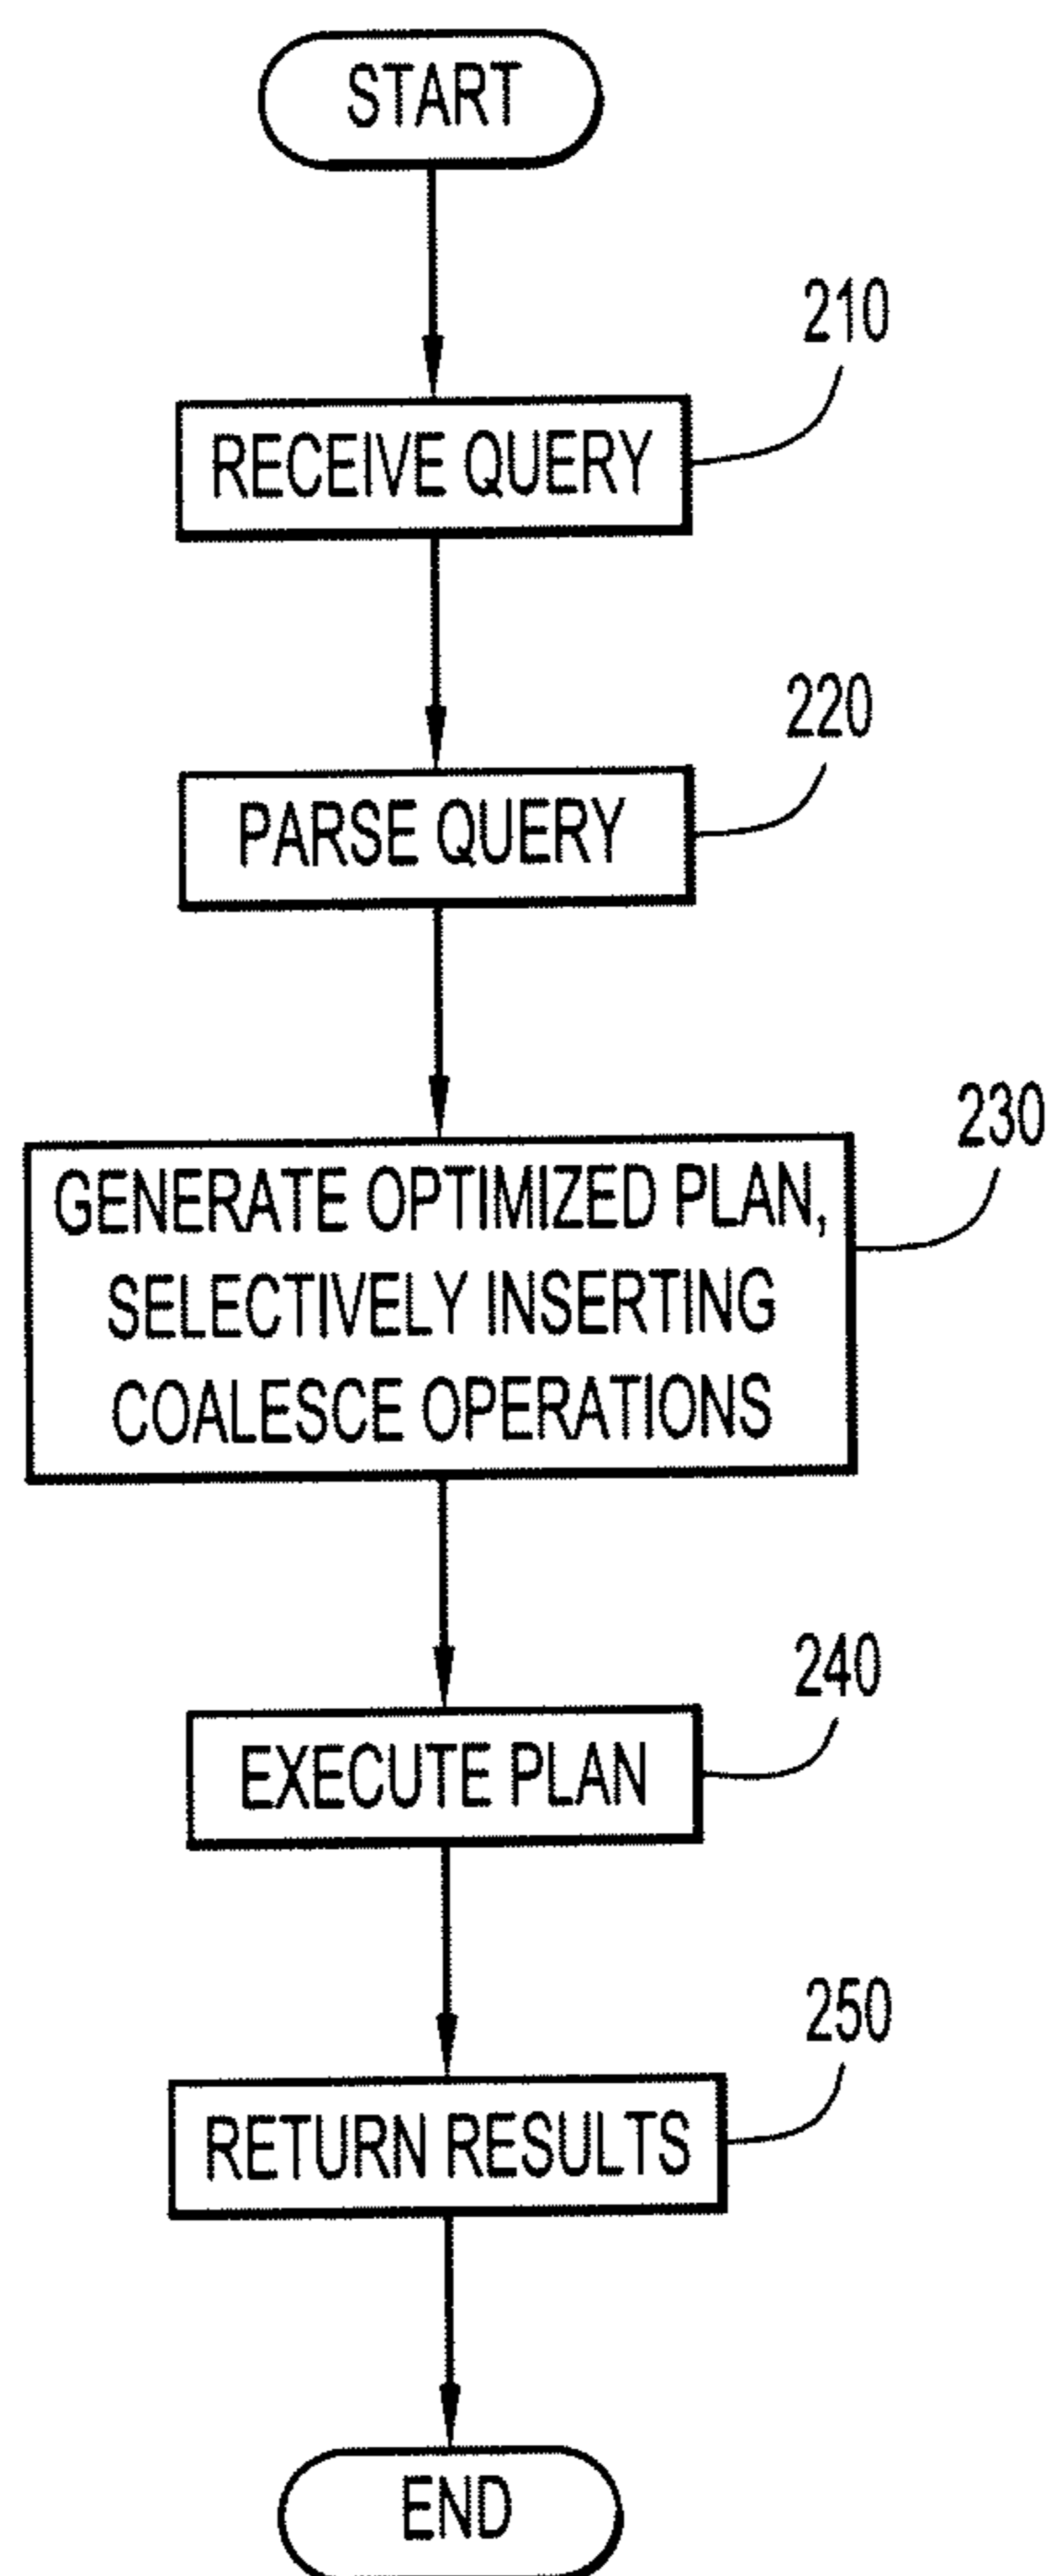 START
210
RECEIVE QUERY
220
PARSE QUERY
230
GENERATE OPTIMIZED PLAN,
SELECTIVELY INSERTING
COALESCE OPERATIONS
240
EXECUTE PLAN
250
RETURN RESULTS
END